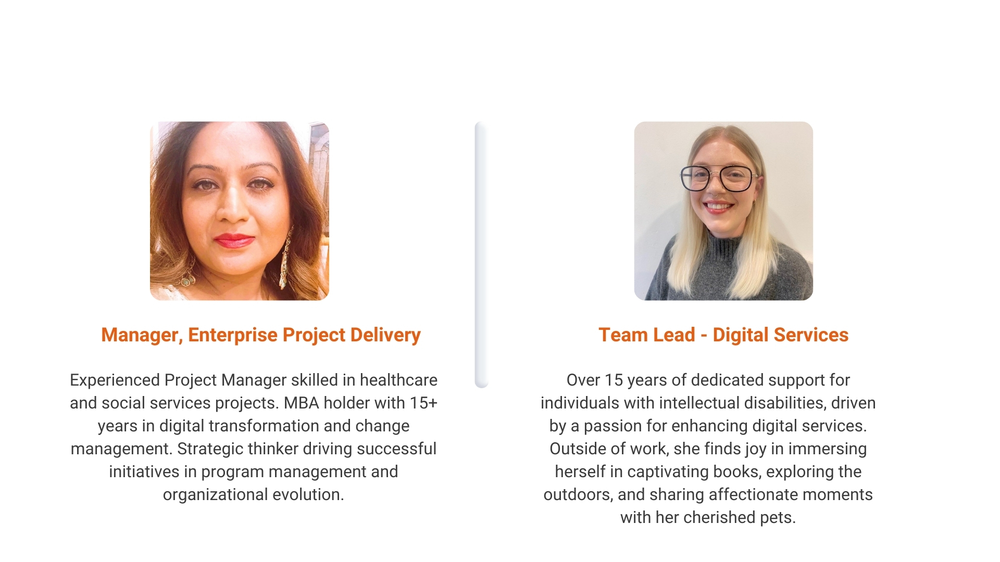 Manager, Enterprise Project Delivery
Experienced Project Manager skilled in healthcare
and social services projects. MBA holder with 15+
years in digital transformation and change
management. Strategic thinker driving successful
initiatives in program management and
organizational evolution.
Team Lead - Digital Services
Over 15 years of dedicated support for
individuals with intellectual disabilities, driven
by a passion for enhancing digital services.
Outside of work, she finds joy in immersing
herself in captivating books, exploring the
outdoors, and sharing affectionate moments
with her cherished pets.